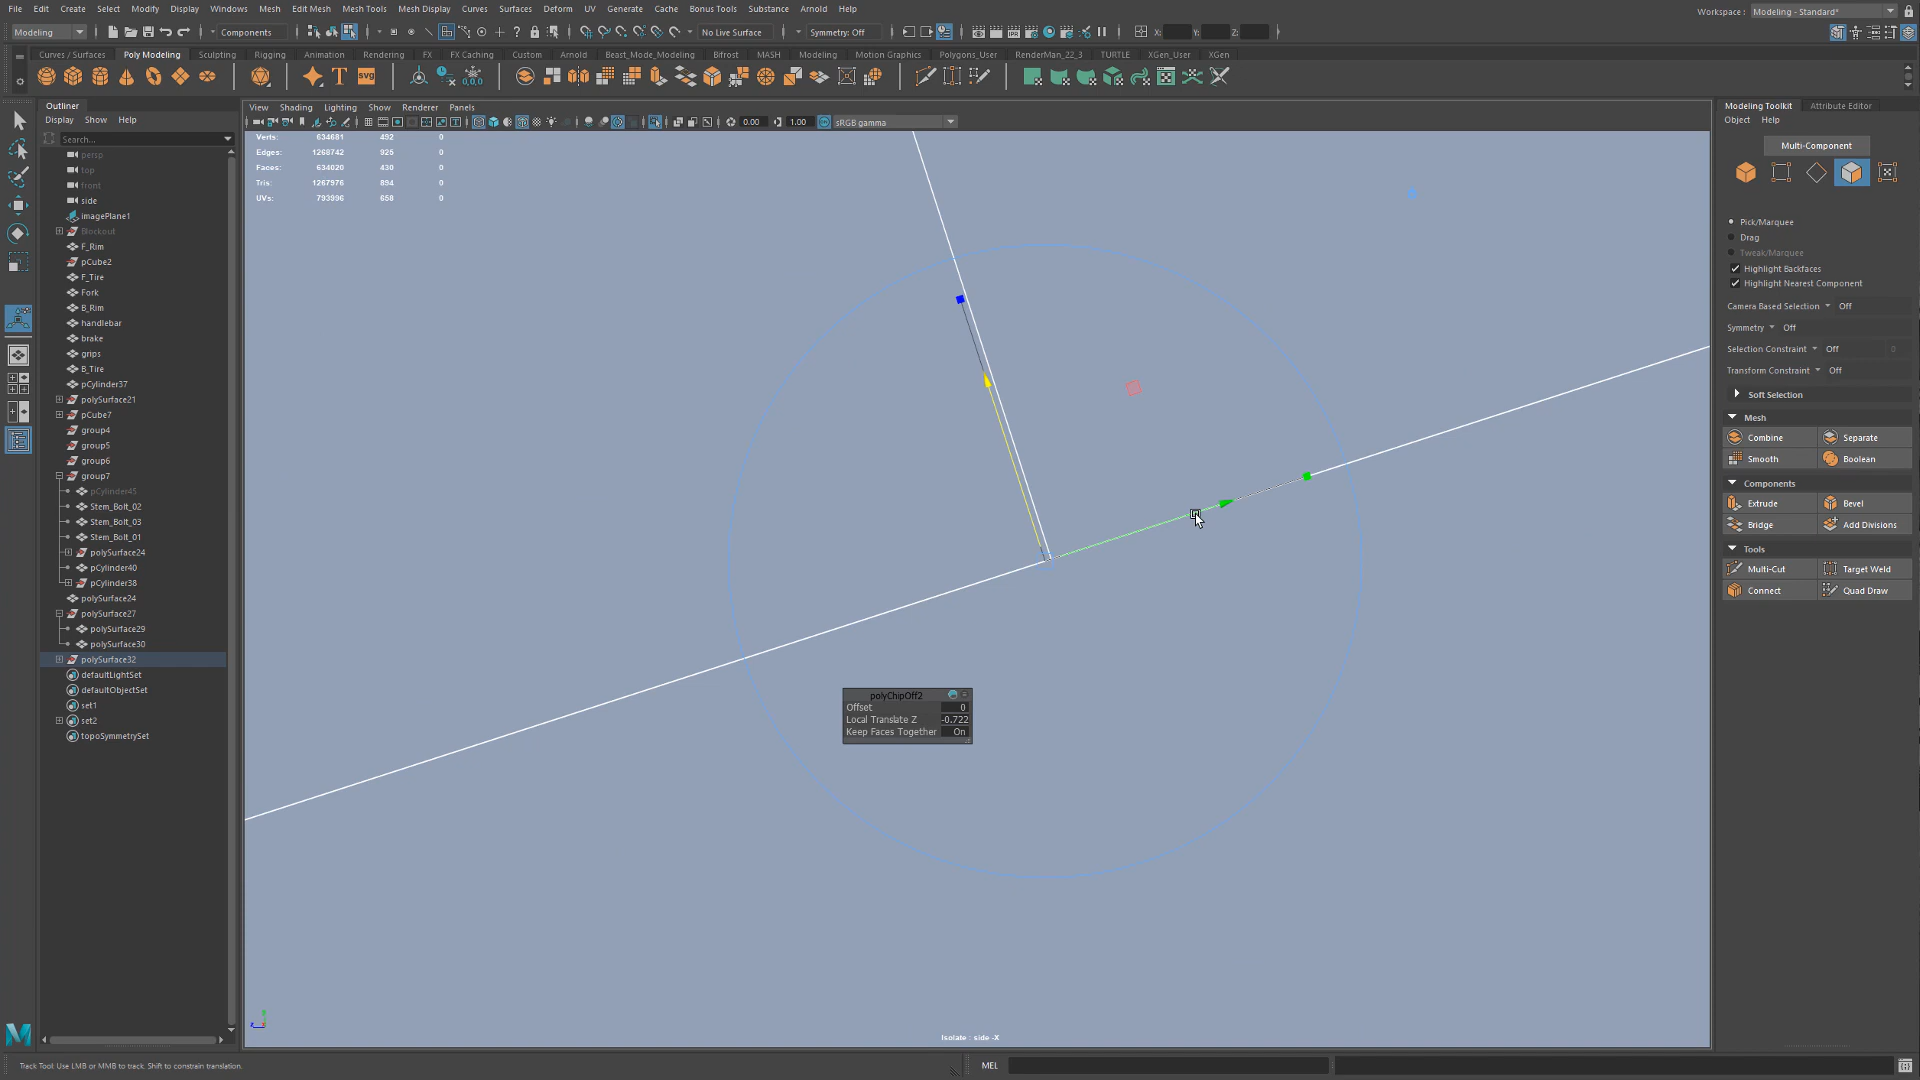 File Edit Create Select Modify Display Windows Mesh Edit Mesh Mesh Tools Mesh Display Curves Surfaces Deform UV Generate Cache Bonus Tools Substance Arnold Help
Workspace : Modeling - Standard*
Modeling Components No Live Surface Symmetry: Off X: Y: Z:
Curves / Surfaces Poly Modeling Sculpting Rigging Animation Rendering FX FX Caching Custom Arnold Beast_Mode_Modeling Bifrost MASH Modeling Motion Graphics Polygons_User RenderMan_22_3 TURTLE XGen_User XGen
Outliner
Display Show Help
Search...
persp
top
front
side
imagePlane1
Blockout
F_Rim
pCube2
F_Tire
Fork
B_Rim
handlebar
brake
grips
B_Tire
pCylinder37
polySurface21
pCube7
group4
group5
group6
group7
pCylinder45
Stem_Bolt_02
Stem_Bolt_03
Stem_Bolt_01
polySurface24
pCylinder40
pCylinder38
polySurface24
polySurface27
polySurface29
polySurface30
polySurface32
defaultLightSet
defaultObjectSet
set1
set2
topoSymmetrySet
View Shading Lighting Show Renderer Panels
0.00 1.00 sRGB gamma
Verts: 634681 492 0
Edges: 1268742 925 0
Faces: 634020 430 0
Tris: 1267976 894 0
UVs: 793996 658 0
polyChipOff2
Offset 0
Local Translate Z -0.722
Keep Faces Together On
Isolate : side -X
Modeling Toolkit Attribute Editor
Object Help
Multi-Component
Pick/Marquee
Drag
Tweak/Marquee
Highlight Backfaces
Highlight Nearest Component
Camera Based Selection Off
Symmetry Off
Selection Constraint Off 0
Transform Constraint Off
Soft Selection
Mesh
Combine Separate
Smooth Boolean
Components
Extrude Bevel
Bridge Add Divisions
Tools
Multi-Cut Target Weld
Connect Quad Draw
Track Tool: Use LMB or MMB to track. Shift to constrain translation.
MEL